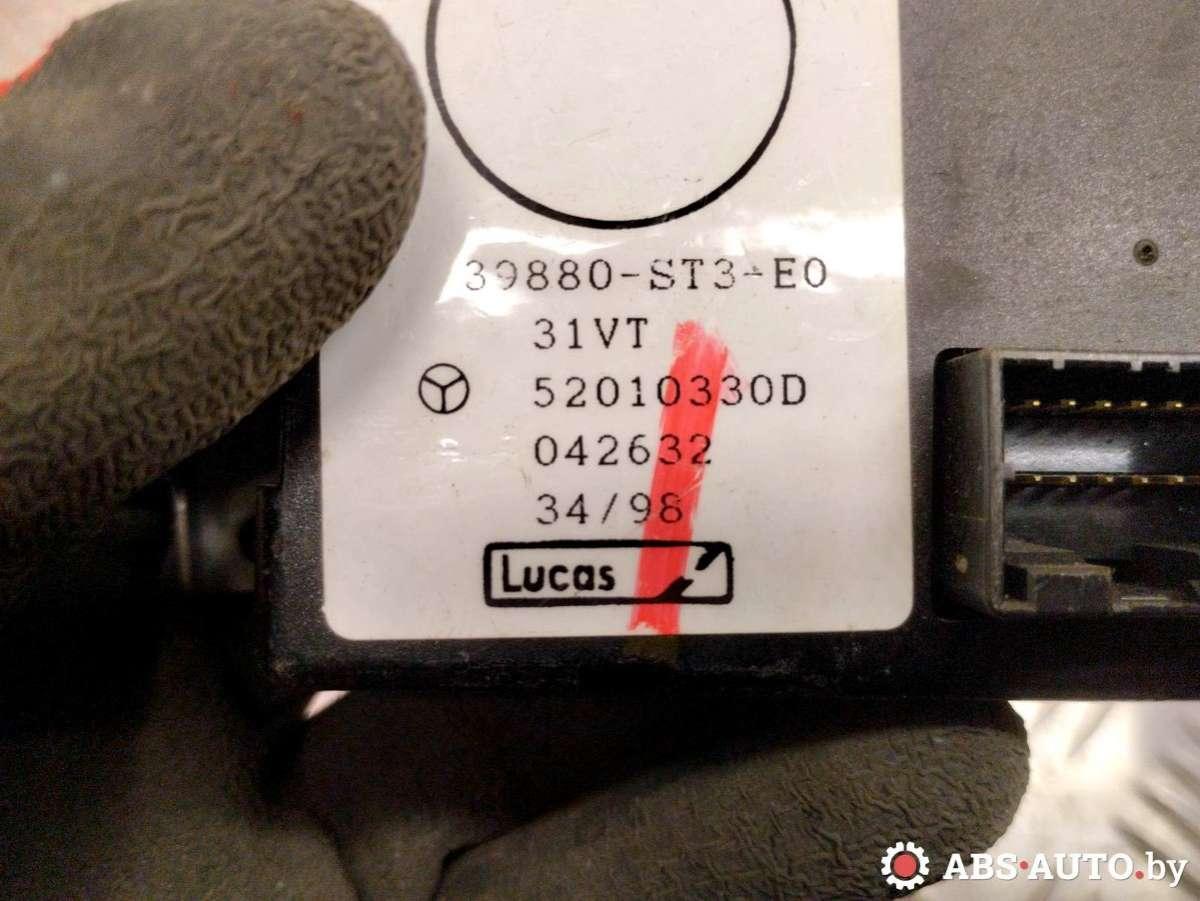 39880-ST3-E0
31VT
52010330D
042632
34/98
Lucas
ABS·AUTO.by